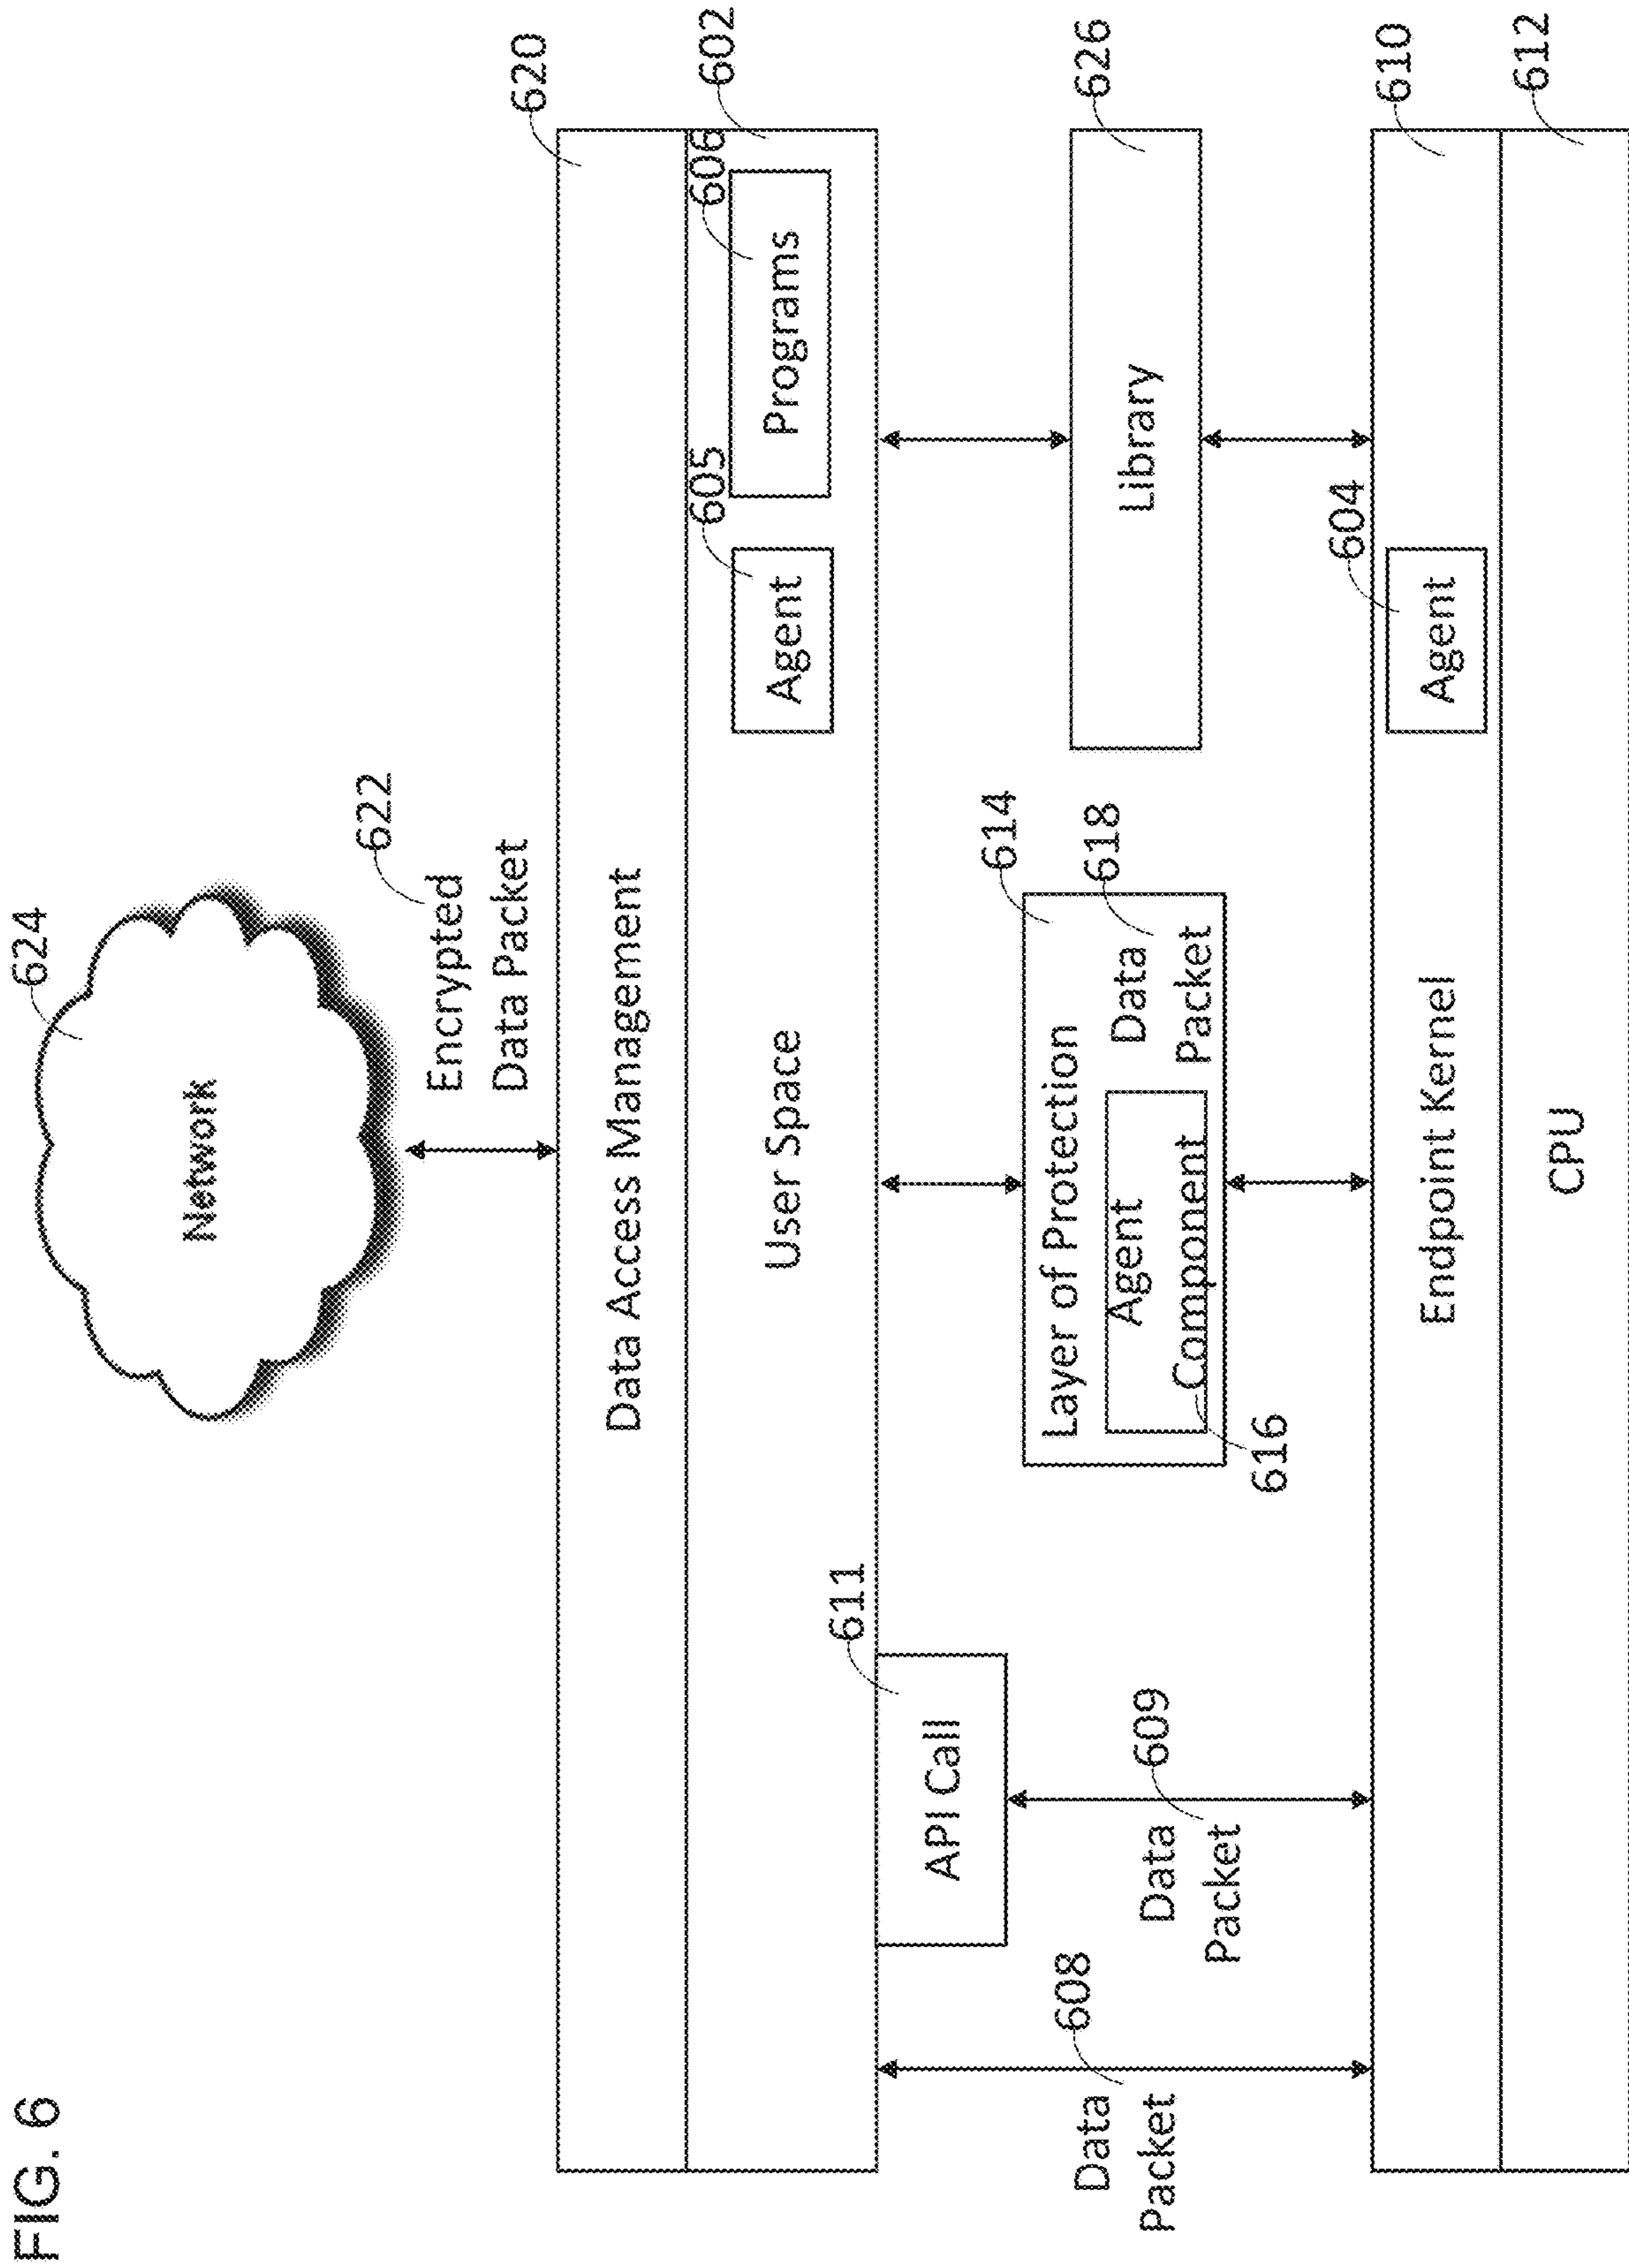 FIG. 6
624
Network
622
Encrypted
Data Packet
620
Data Access Management
602
User Space
605
Agent
606
Programs
611
API Call
608
Data
Packet
609
Data
Packet
614
Layer of Protection
616
Agent
Component
618
Data
Packet
626
Library
610
Endpoint Kernel
604
Agent
612
CPU